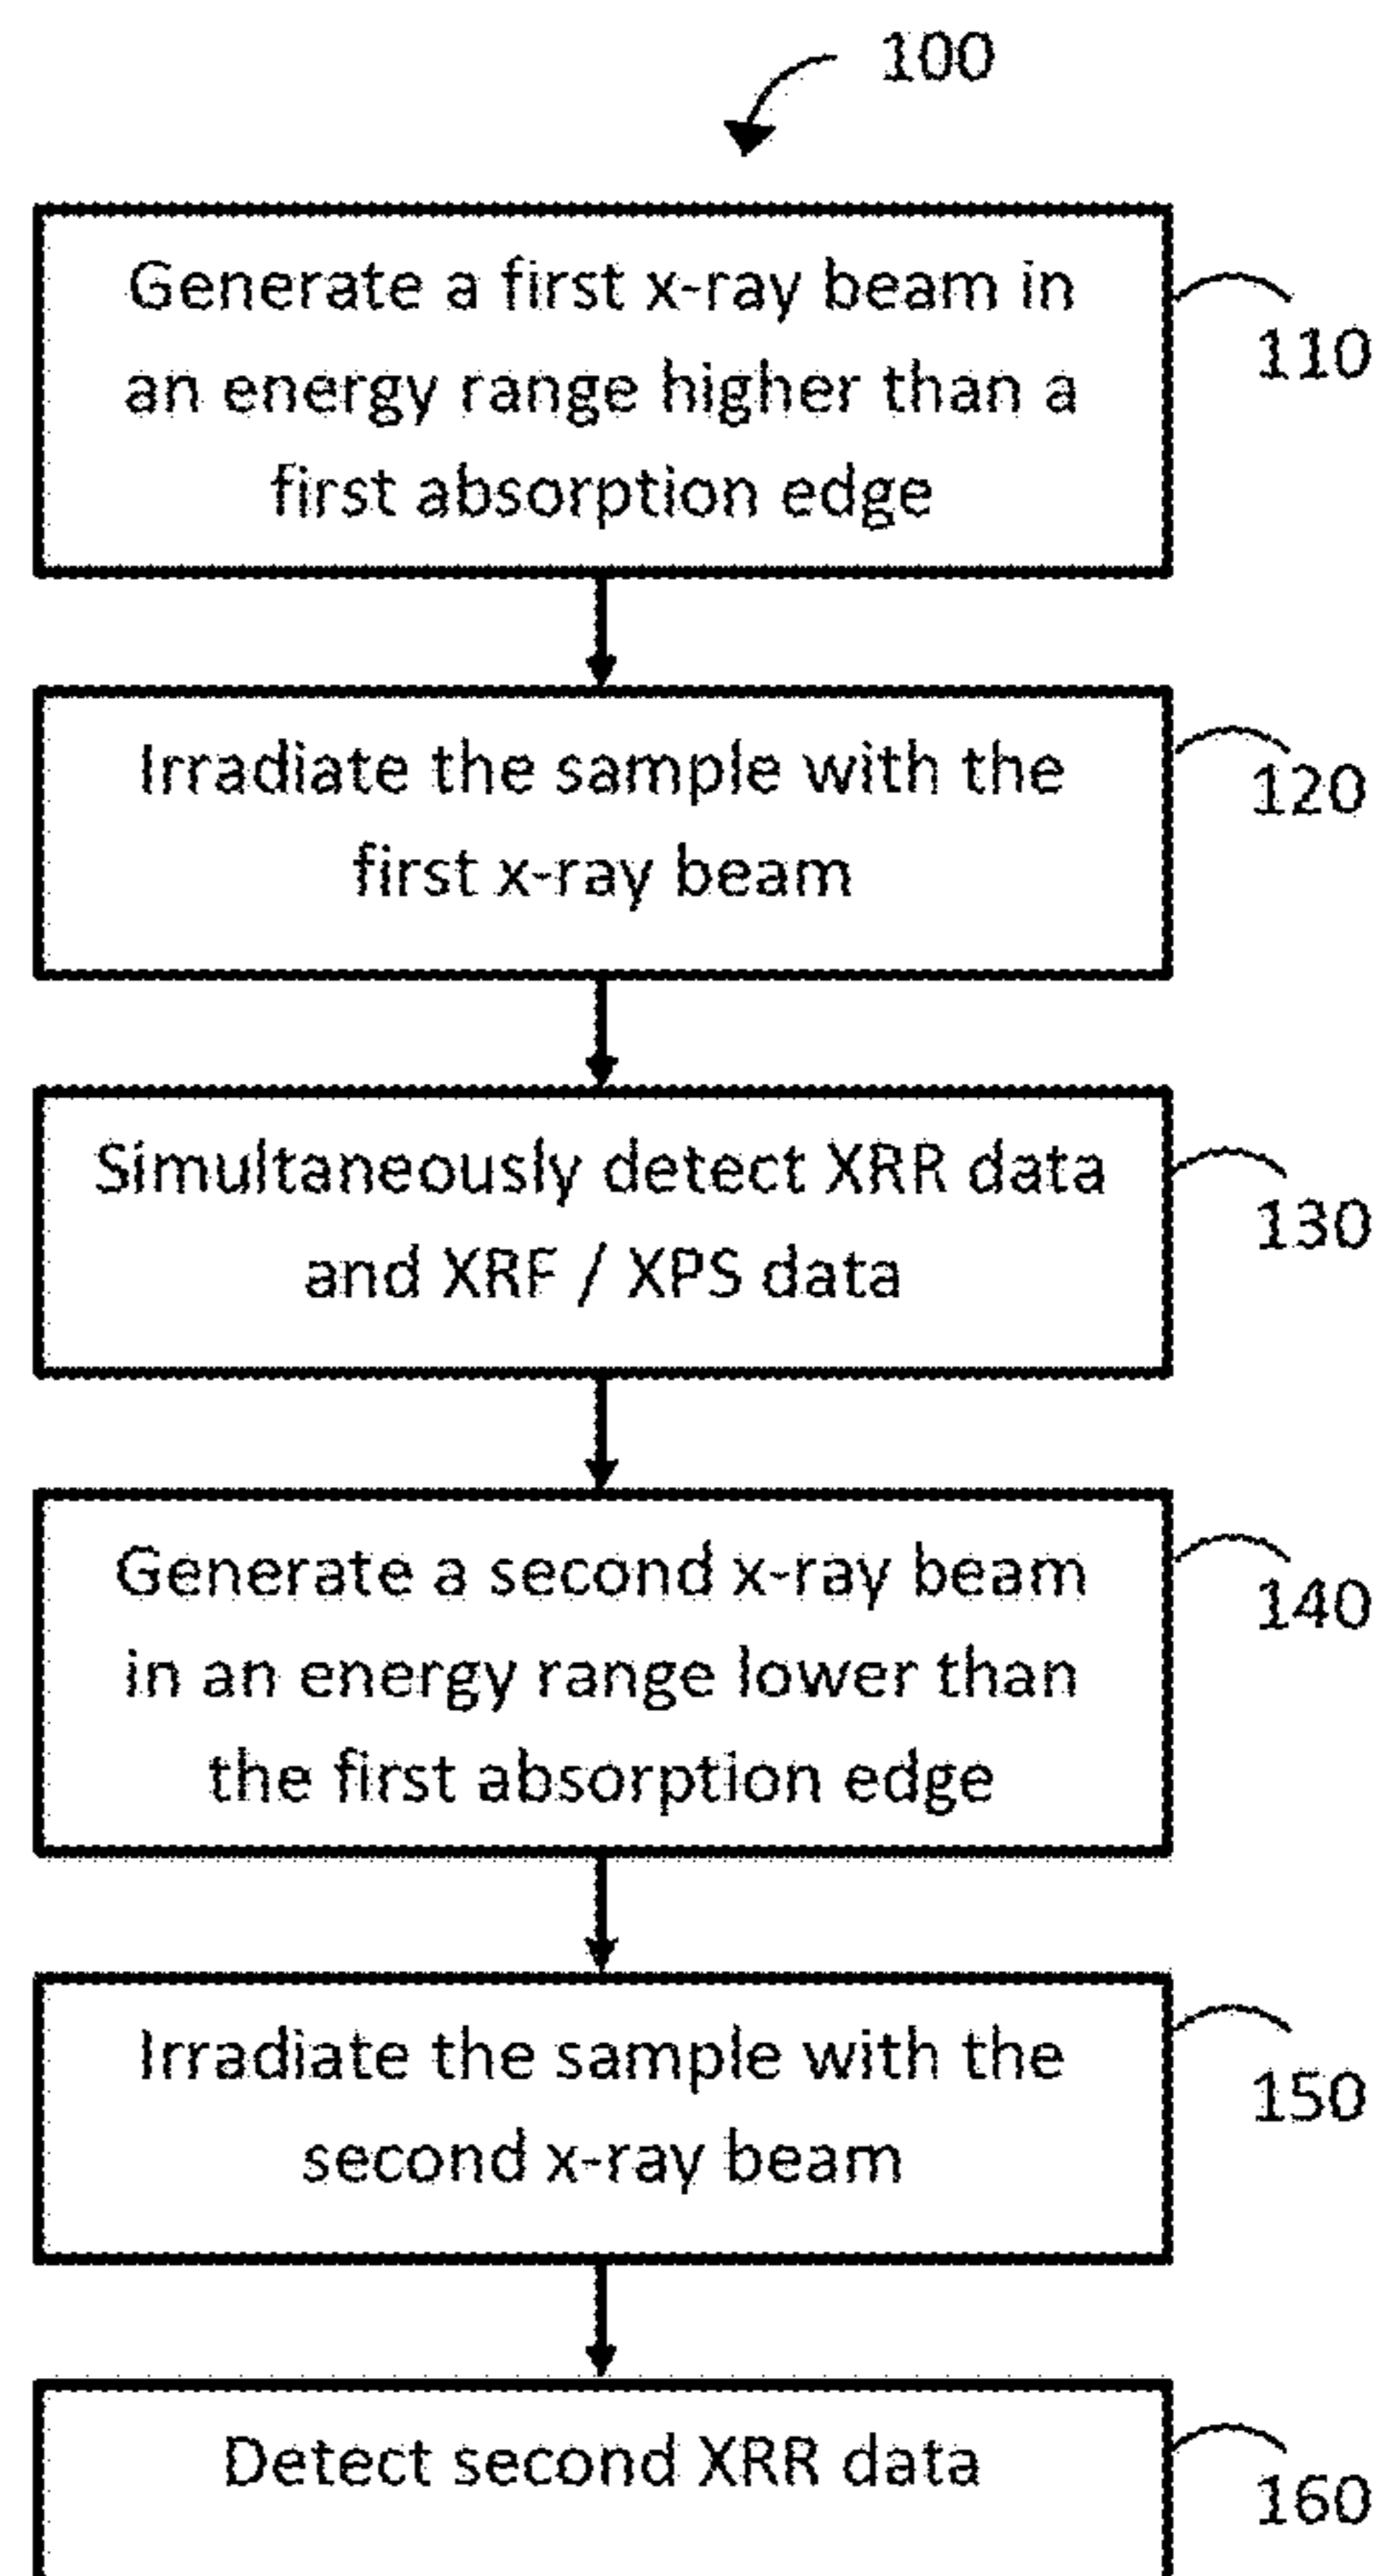 100
Generate a first x-ray beam in
an energy range higher than a
first absorption edge
110
Irradiate the sample with the
first x-ray beam
120
Simultaneously detect XRR data
and XRF / XPS data
130
Generate a second x-ray beam
in an energy range lower than
the first absorption edge
140
Irradiate the sample with the
second x-ray beam
150
Detect second XRR data
160